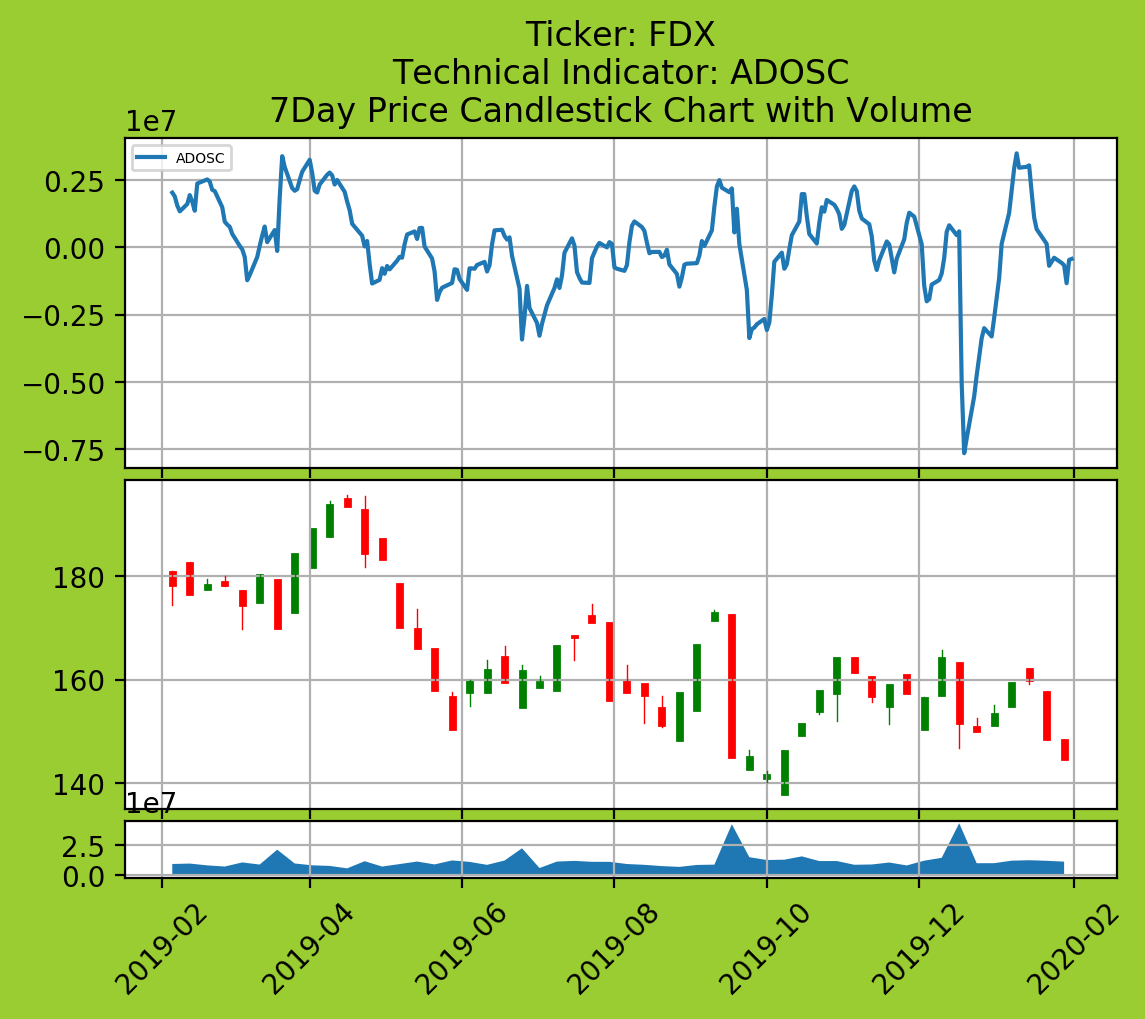 Ticker: FDX
Technical Indicator: ADOSC
7Day Price Candlestick Chart with Volume
1e7
ADOSC
0.25
0.00
−0.25
−0.50
−0.75
180
160
140
1e7
2.5
0.0
2019-02
2019-04
2019-06
2019-08
2019-10
2019-12
2020-02